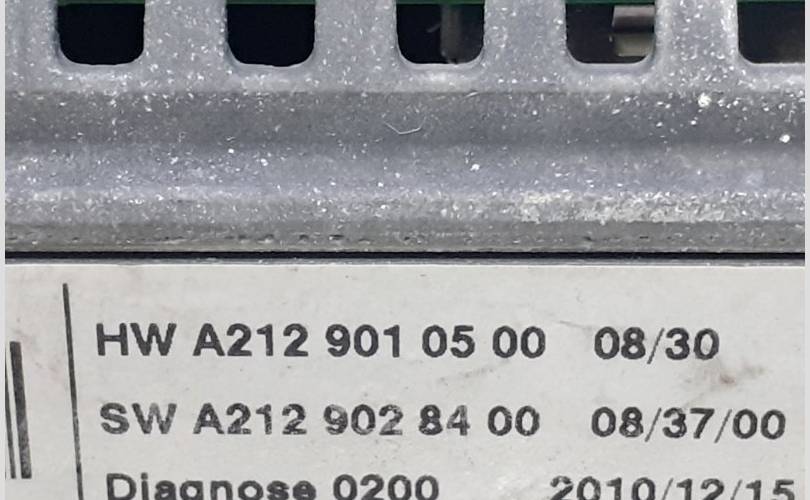 HW A212 901 05 00 08/30
SW A212 902 84 00 08/37/00
Diagnose 0200 2010/12/15